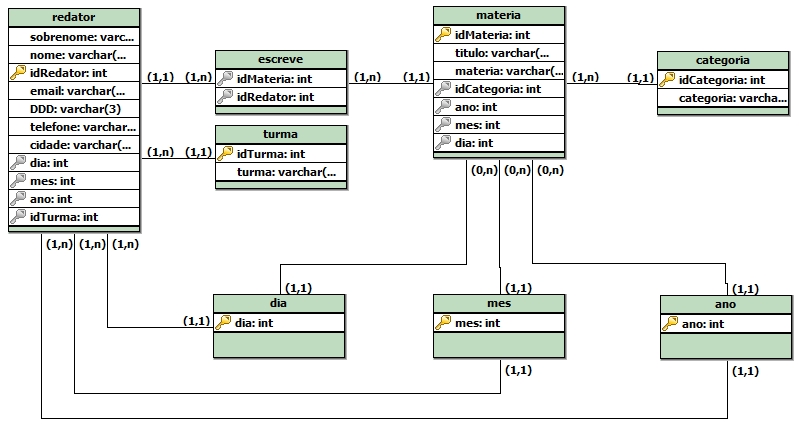 redator
sobrenome: varc...
nome: varchar(...
idRedator: int
email: varchar(...
DDD: varchar(3)
telefone: varchar...
cidade: varchar(...
dia: int
mes: int
ano: int
idTurma: int
(1,1)
(1,n)
escreve
idMateria: int
idRedator: int
(1,n)
(1,1)
materia
idMateria: int
titulo: varchar(...
materia: varchar(...
idCategoria: int
ano: int
mes: int
dia: int
(1,n)
(1,1)
categoria
idCategoria: int
categoria: varcha...
(1,n)
(1,1)
turma
idTurma: int
turma: varchar(...
(0,n)
(0,n)
(0,n)
(1,n)
(1,n)
(1,n)
(1,1)
(1,1)
(1,1)
(1,1)
dia
dia: int
mes
mes: int
ano
ano: int
(1,1)
(1,1)